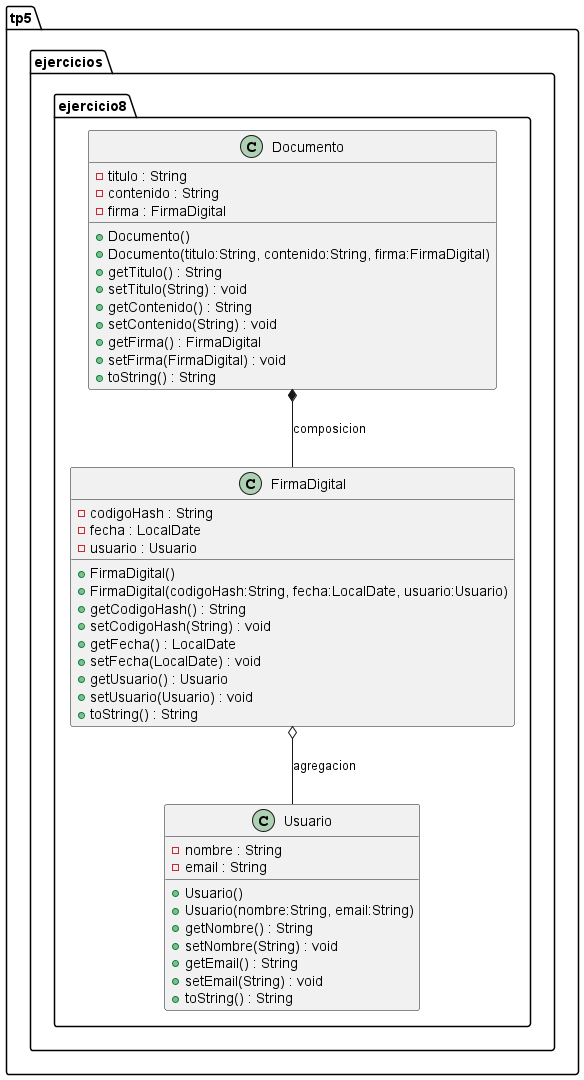 tp5
ejercicios
ejercicio8
C Documento
titulo : String
contenido : String
firma : FirmaDigital
Documento()
Documento(titulo:String, contenido:String, firma:FirmaDigital)
getTitulo() : String
setTitulo(String) : void
getContenido() : String
setContenido(String) : void
getFirma() : FirmaDigital
setFirma(FirmaDigital) : void
toString() : String
composicion
C FirmaDigital
codigoHash : String
fecha : LocalDate
usuario : Usuario
FirmaDigital()
FirmaDigital(codigoHash:String, fecha:LocalDate, usuario:Usuario)
getCodigoHash() : String
setCodigoHash(String) : void
getFecha() : LocalDate
setFecha(LocalDate) : void
getUsuario() : Usuario
setUsuario(Usuario) : void
toString() : String
agregacion
C Usuario
nombre : String
email : String
Usuario()
Usuario(nombre:String, email:String)
getNombre() : String
setNombre(String) : void
getEmail() : String
setEmail(String) : void
toString() : String